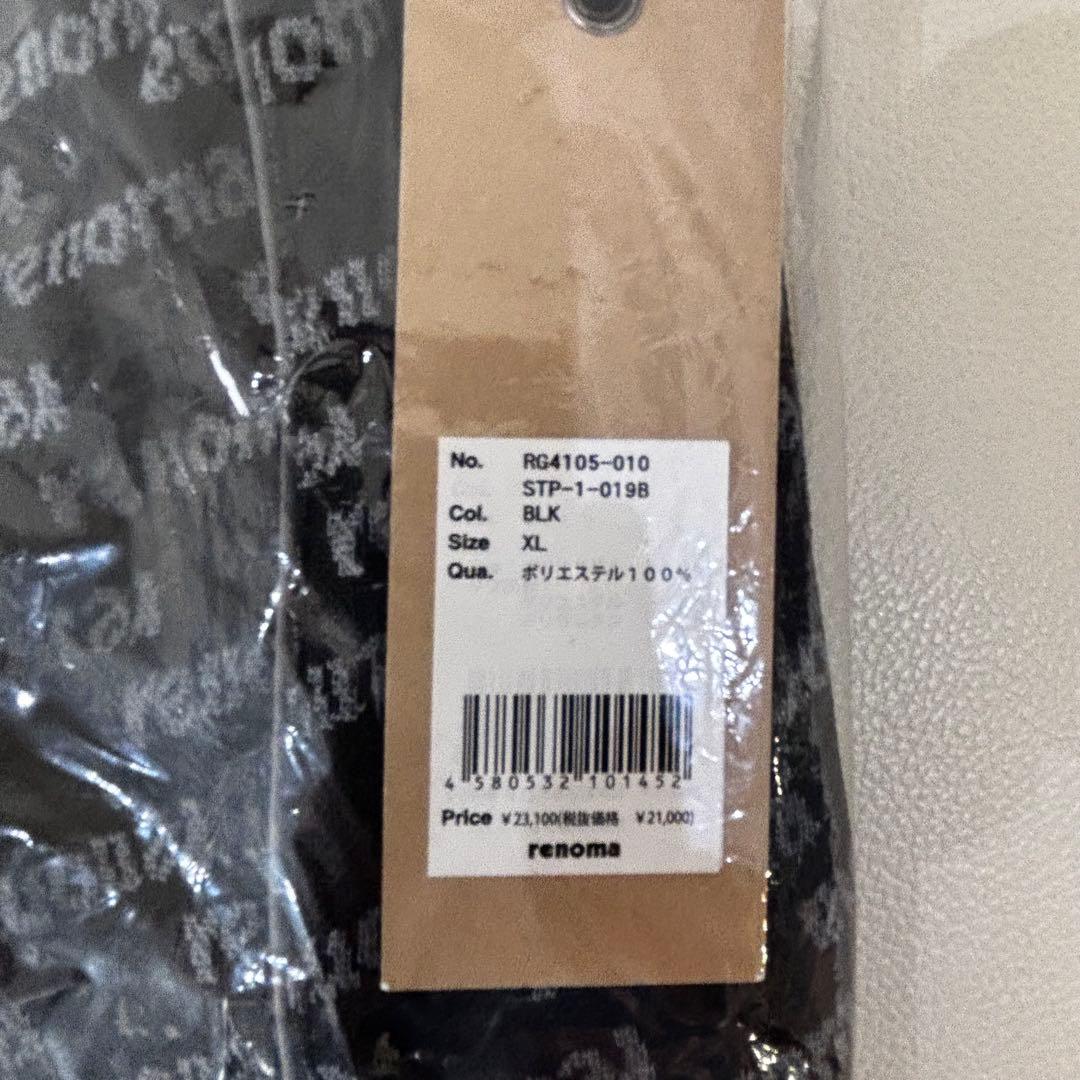 No. RG4105-010
STP-1-019B
Col. BLK
Size XL
Qua. ポリエステル100%
4 580532 101452
Price ¥23,100(税抜価格 ¥21,000)
renoma